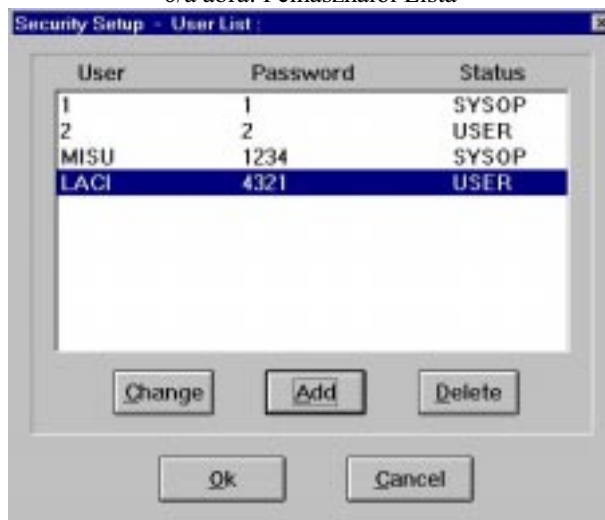 Security Setup - User List :
User Password Status
1 1 SYSOP
2 2 USER
MISU 1234 SYSOP
LACI 4321 USER
Change Add Delete
Ok Cancel